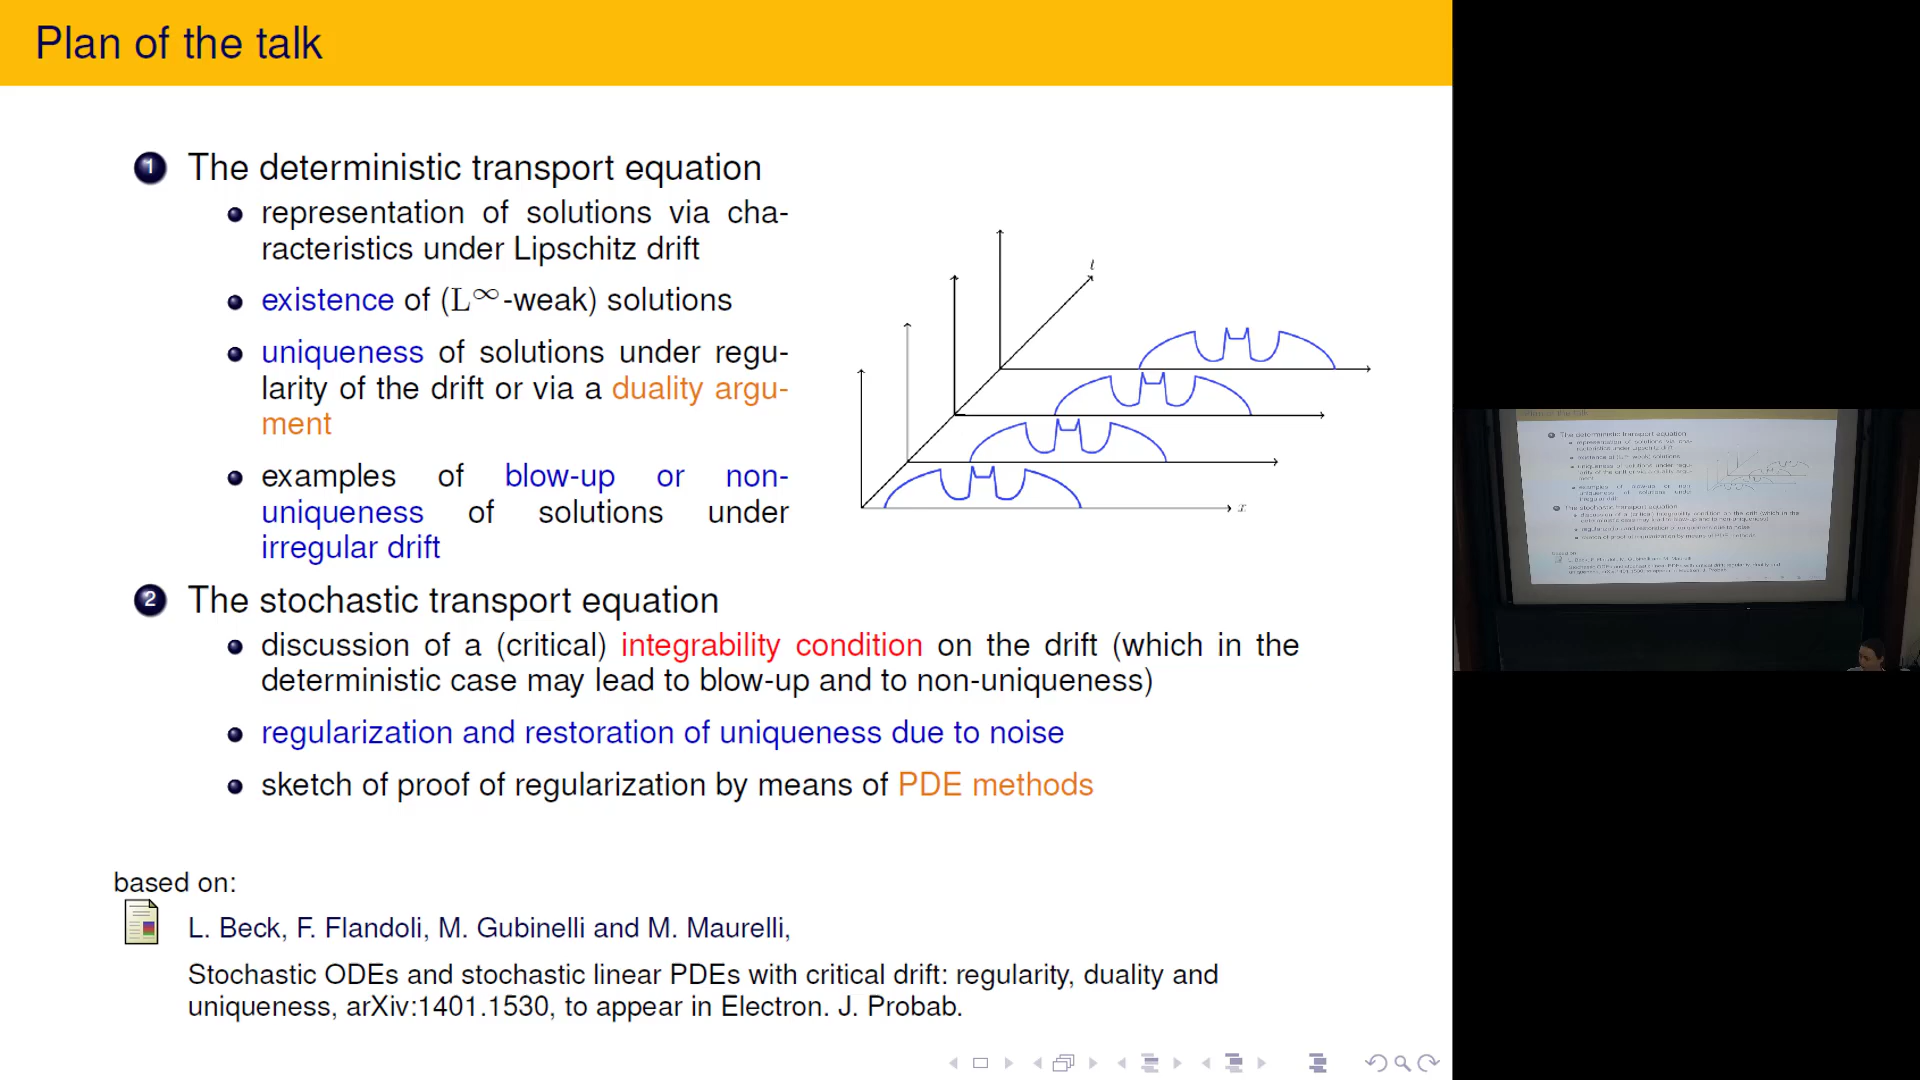 Plan of the talk
1 The deterministic transport equation
representation of solutions via cha-
racteristics under Lipschitz drift
existence of (L∞-weak) solutions
uniqueness of solutions under regu-
larity of the drift or via a duality argu-
ment
examples of blow-up or non-
uniqueness of solutions under
irregular drift
t
x
2 The stochastic transport equation
discussion of a (critical) integrability condition on the drift (which in the
deterministic case may lead to blow-up and to non-uniqueness)
regularization and restoration of uniqueness due to noise
sketch of proof of regularization by means of PDE methods
based on:
L. Beck, F. Flandoli, M. Gubinelli and M. Maurelli,
Stochastic ODEs and stochastic linear PDEs with critical drift: regularity, duality and
uniqueness, arXiv:1401.1530, to appear in Electron. J. Probab.